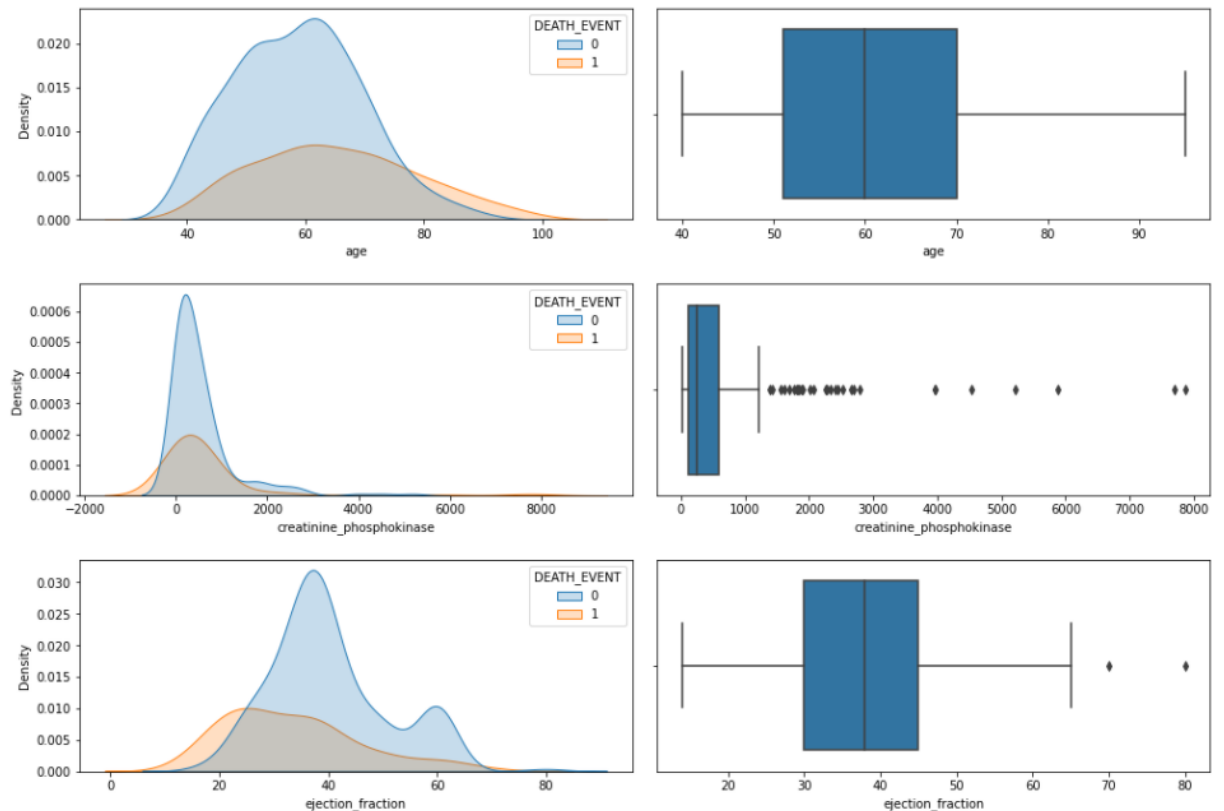 DEATH_EVENT
0
1
0.020
0.015
0.010
0.005
0.000
Density
40 60 80 100
age
40 50 60 70 80 90
age
DEATH_EVENT
0
1
0.0006
0.0005
0.0004
0.0003
0.0002
0.0001
0.0000
Density
−2000 0 2000 4000 6000 8000
creatinine_phosphokinase
0 1000 2000 3000 4000 5000 6000 7000 8000
creatinine_phosphokinase
DEATH_EVENT
0
1
0.030
0.025
0.020
0.015
0.010
0.005
0.000
Density
0 20 40 60 80
ejection_fraction
20 30 40 50 60 70 80
ejection_fraction